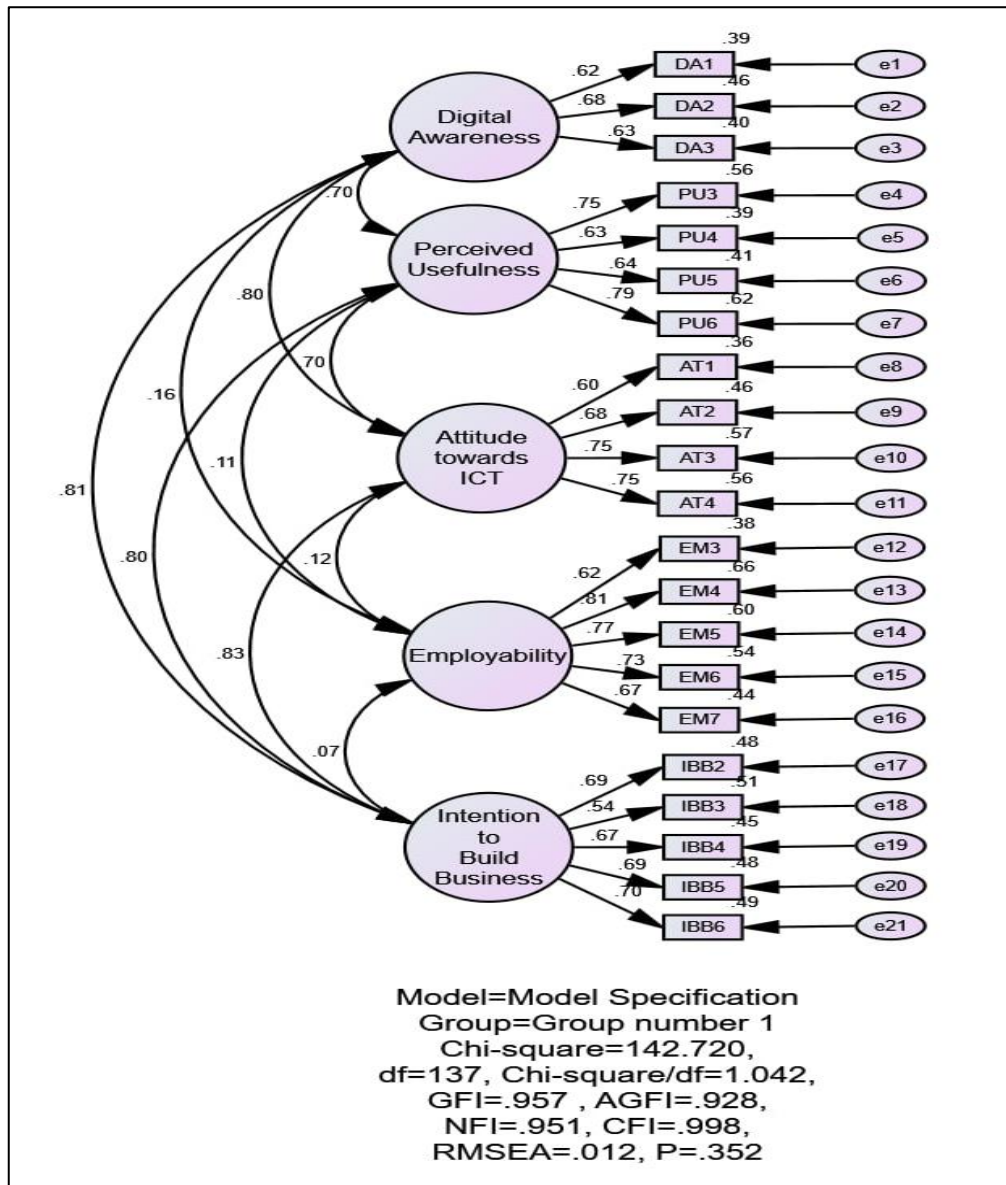 .39
.62
DA1
e1
Digital
Awareness
.46
.68
DA2
e2
.40
.63
DA3
e3
.70
.56
.75
PU3
e4
Perceived
Usefulness
.39
.63
PU4
e5
.41
.64
PU5
e6
.62
.79
PU6
e7
.80
.70
.36
.60
AT1
e8
Attitude
towards
ICT
.46
.68
AT2
e9
.57
.75
AT3
e10
.56
.75
AT4
e11
.16
.11
.81
.80
.12
.38
.62
EM3
e12
Employability
.66
.81
EM4
e13
.60
.77
EM5
e14
.54
.73
EM6
e15
.44
.67
EM7
e16
.83
.07
.48
.69
IBB2
e17
Intention
to
Build
Business
.51
.54
IBB3
e18
.45
.67
IBB4
e19
.48
.69
IBB5
e20
.49
.70
IBB6
e21
Model=Model Specification
Group=Group number 1
Chi-square=142.720,
df=137, Chi-square/df=1.042,
GFI=.957 , AGFI=.928,
NFI=.951, CFI=.998,
RMSEA=.012, P=.352